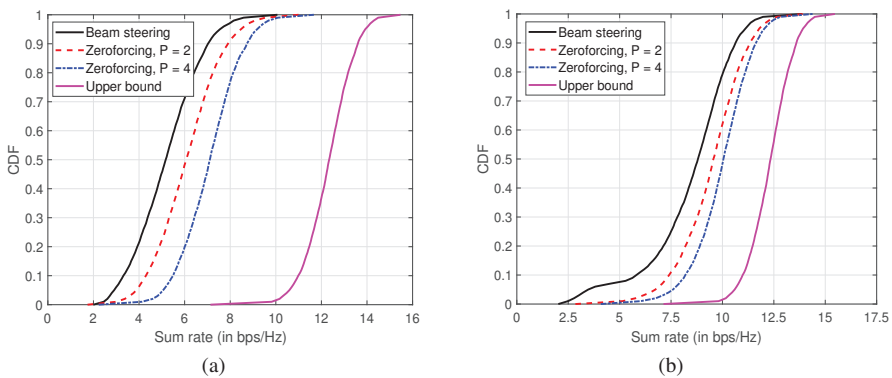 1
0.9
0.8
0.7
0.6
0.5
0.4
0.3
0.2
0.1
0
CDF
Beam steering
Zeroforcing, P = 2
Zeroforcing, P = 4
Upper bound
0 2 4 6 8 10 12 14 16
Sum rate (in bps/Hz)
(a)
1
0.9
0.8
0.7
0.6
0.5
0.4
0.3
0.2
0.1
0
CDF
Beam steering
Zeroforcing, P = 2
Zeroforcing, P = 4
Upper bound
0 2.5 5 7.5 10 12.5 15 17.5
Sum rate (in bps/Hz)
(b)